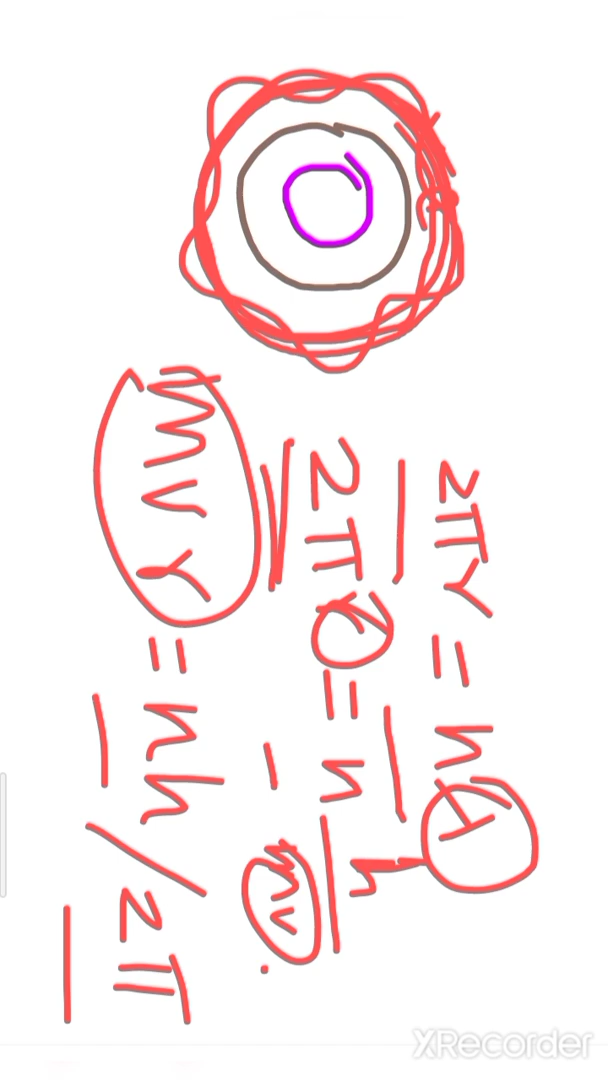 2πr = nλ
2πr = n h/mv
mvr = nh/2π
XRecorder